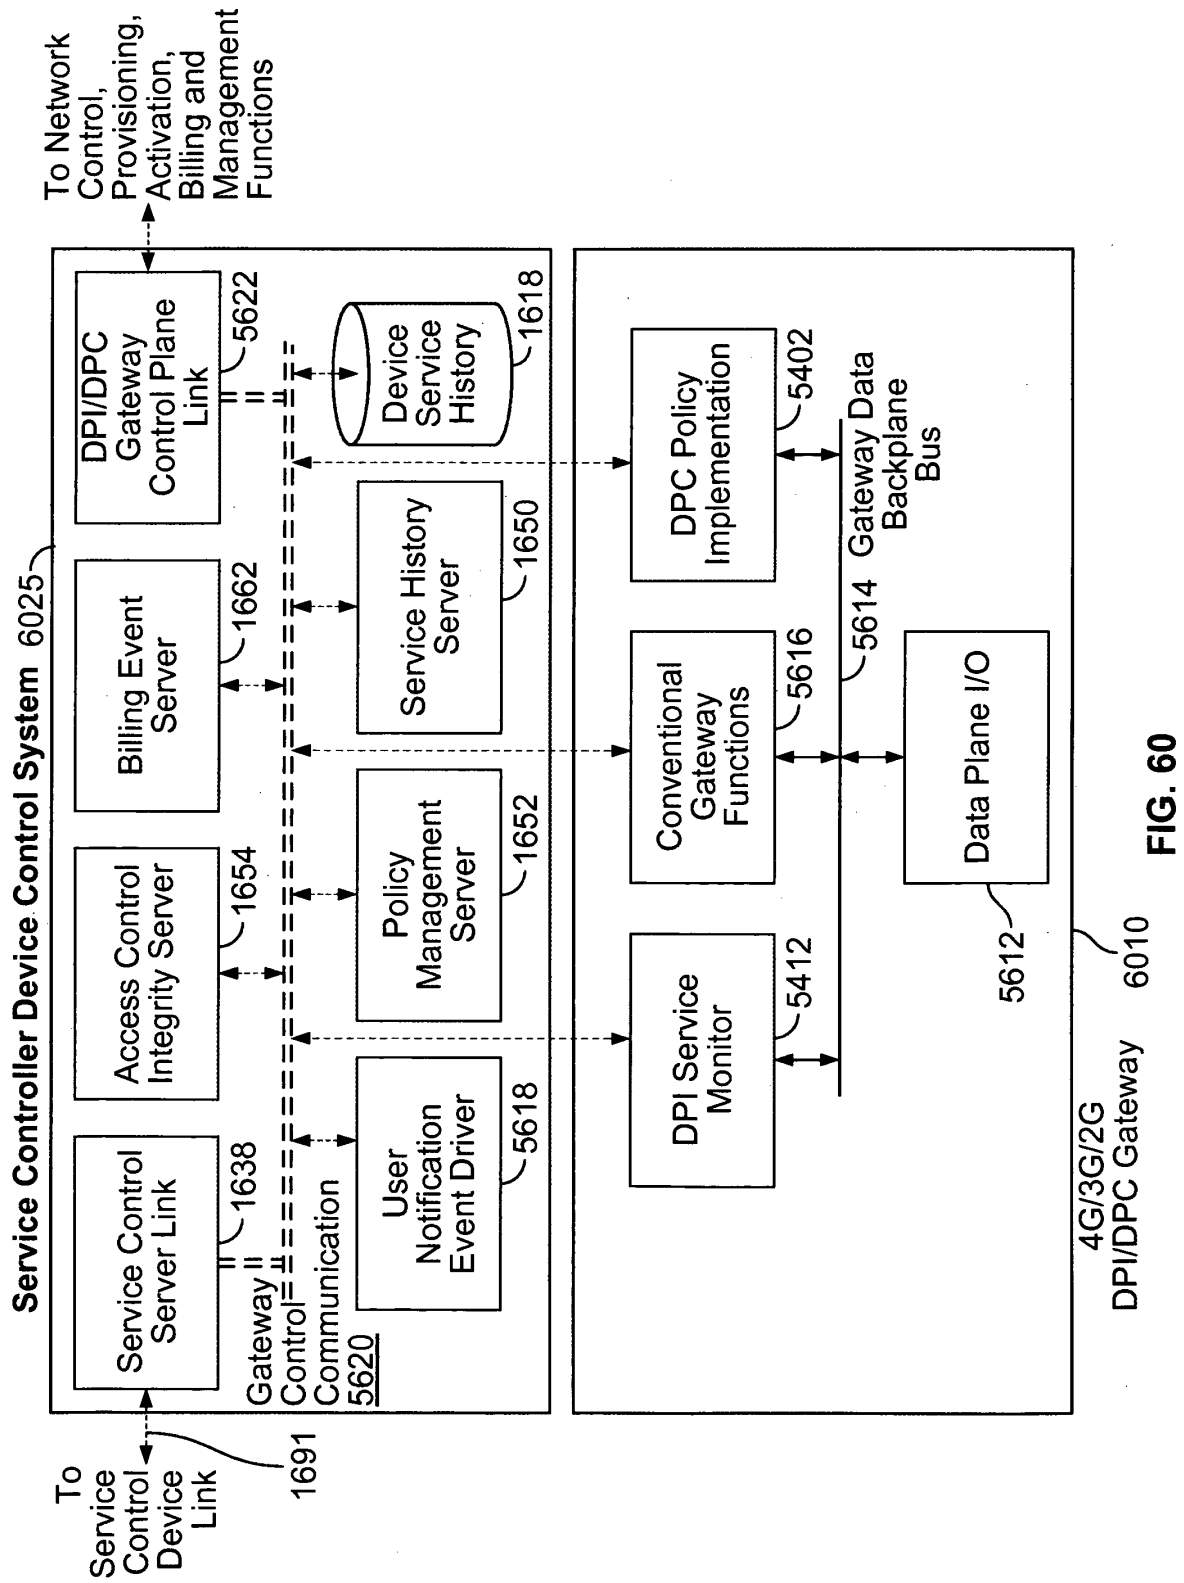 Service Controller Device Control System 6025
To
Service
Control
Device
Link
1691
Service Control
Server Link
1638
Access Control
Integrity Server
1654
Billing Event
Server
1662
DPI/DPC
Gateway
Control Plane
Link
5622
To Network
Control,
Provisioning,
Activation,
Billing and
Management
Functions
Gateway
Control
Communication
5620
User
Notification
Event Driver
5618
Policy
Management
Server
1652
Service History
Server
1650
Device
Service
History
1618
DPI Service
Monitor
5412
Conventional
Gateway
Functions
5616
DPC Policy
Implementation
5402
5614
Gateway Data
Backplane
Bus
Data Plane I/O
5612
4G/3G/2G
DPI/DPC Gateway
6010
FIG. 60